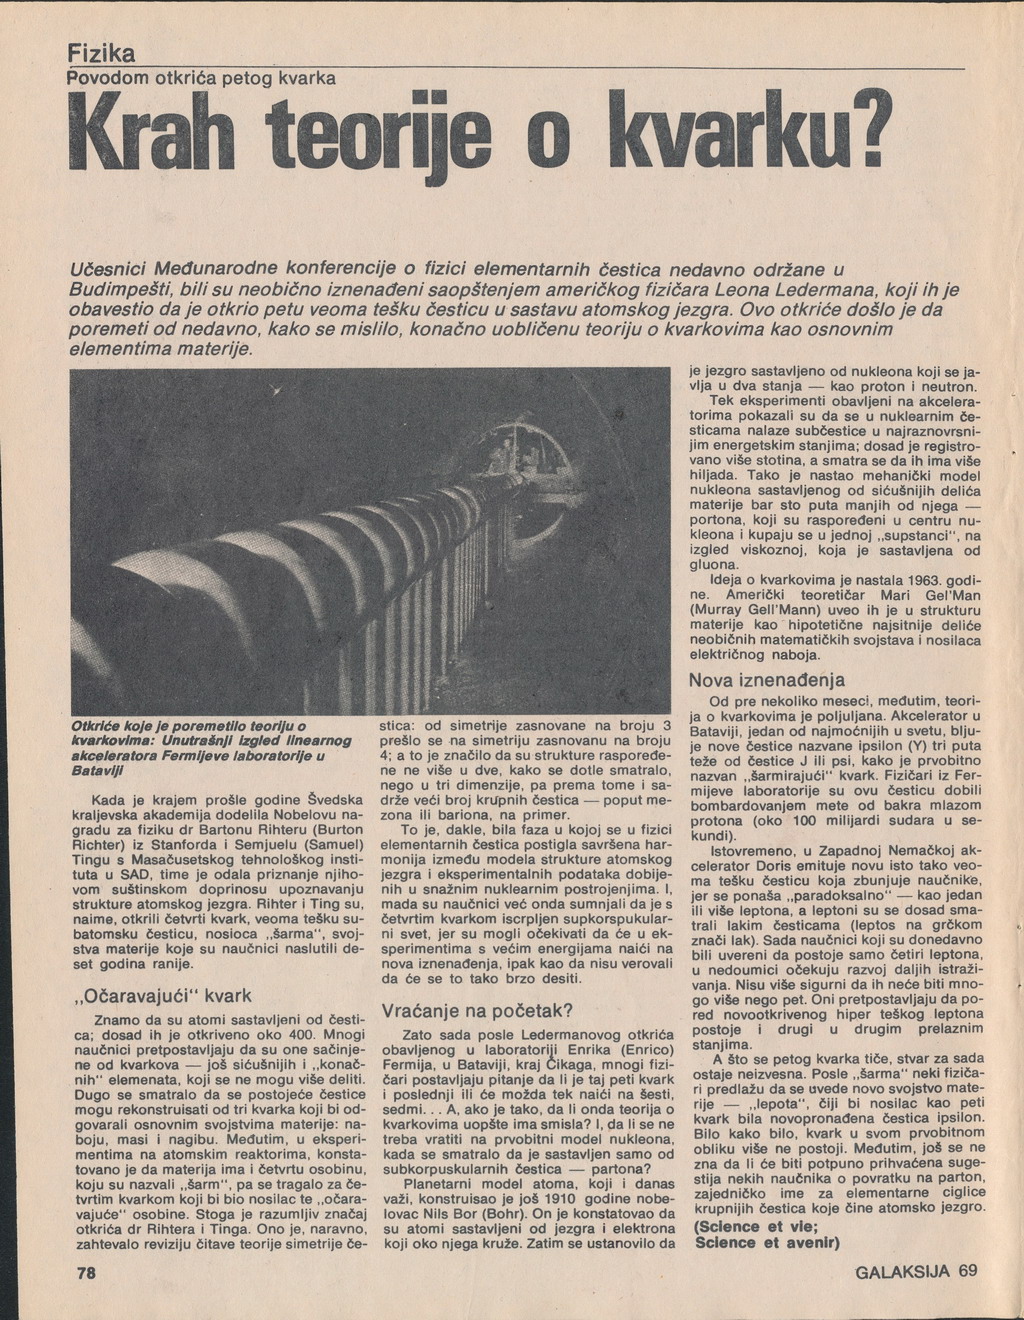 Fizika
Povodom otkrića petog kvarka
Krah teorije o kvarku?
Učesnici Međunarodne konferencije o fizici elementarnih čestica nedavno održane u
Budimpešti, bili su neobično iznenađeni saopštenjem američkog fizičara Leona Ledermana, koji ih je
obavestio da je otkrio petu veoma tešku česticu u sastavu atomskog jezgra. Ovo otkriće došlo je da
poremeti od nedavno, kako se mislilo, konačno uobličenu teoriju o kvarkovima kao osnovnim
elementima materije.
Otkriće koje je poremetilo teoriju o
kvarkovima: Unutrašnji izgled linearnog
akceleratora Fermijeve laboratorije u
Bataviji
Kada je krajem prošle godine Švedska
kraljevska akademija dodelila Nobelovu na-
gradu za fiziku dr Bartonu Rihteru (Burton
Richter) iz Stanforda i Semjuelu (Samuel)
Tingu s Masačusetskog tehnološkog insti-
tuta u SAD, time je odala priznanje njiho-
vom suštinskom doprinosu upoznavanju
strukture atomskog jezgra. Rihter i Ting su,
naime, otkrili četvrti kvark, veoma tešku su-
batomsku česticu, nosioca „šarma“, svoj-
stva materije koje su naučnici naslutili de-
set godina ranije.
„Očaravajući“ kvark
Znamo da su atomi sastavljeni od česti-
ca; dosad ih je otkriveno oko 400. Mnogi
naučnici pretpostavljaju da su one sačinje-
ne od kvarkova — još sićušnijih i „konač-
nih“ elemenata, koji se ne mogu više deliti.
Dugo se smatralo da se postojeće čestice
mogu rekonstruisati od tri kvarka koji bi od-
govarali osnovnim svojstvima materije: na-
boju, masi i nagibu. Međutim, u eksperi-
mentima na atomskim reaktorima, konsta-
tovano je da materija ima i četvrtu osobinu,
koju su nazvali „šarm“, pa se tragalo za če-
tvrtim kvarkom koji bi bio nosilac te „očara-
vajuće“ osobine. Stoga je razumljiv značaj
otkrića dr Rihtera i Tinga. Ono je, naravno,
zahtevalo reviziju čitave teorije simetrije če-
stica: od simetrije zasnovane na broju 3
prešlo se na simetriju zasnovanu na broju
4; a to je značilo da su strukture raspoređe-
ne ne više u dve, kako se dotle smatralo,
nego u tri dimenzije, pa prema tome i sa-
drže veći broj krupnih čestica — poput me-
zona ili bariona, na primer.
To je, dakle, bila faza u kojoj se u fizici
elementarnih čestica postigla savršena har-
monija između modela strukture atomskog
jezgra i eksperimentalnih podataka dobije-
nih u snažnim nuklearnim postrojenjima. I,
mada su naučnici već onda sumnjali da je s
četvrtim kvarkom iscrpljen supkorspukular-
ni svet, jer su mogli očekivati da će u ek-
sperimentima s većim energijama naići na
nova iznenađenja, ipak kao da nisu verovali
da će se to tako brzo desiti.
Vraćanje na početak?
Zato sada posle Ledermanovog otkrića
obavljenog u laboratoriji Enrika (Enrico)
Fermija, u Bataviji, kraj Čikaga, mnogi fizi-
čari postavljaju pitanje da li je taj peti kvark
i poslednji ili će možda tek naići na šesti,
sedmi... A, ako je tako, da li onda teorija o
kvarkovima uopšte ima smisla? I, da li se ne
treba vratiti na prvobitni model nukleona,
kada se smatralo da je sastavljen samo od
subkorpuskularnih čestica — partona?
Planetarni model atoma, koji i danas
važi, konstruisao je još 1910 godine nobe-
lovac Nils Bor (Bohr). On je konstatovao da
su atomi sastavljeni od jezgra i elektrona
koji oko njega kruže. Zatim se ustanovilo da
je jezgro sastavljeno od nukleona koji se ja-
vlja u dva stanja — kao proton i neutron.
Tek eksperimenti obavljeni na akcelera-
torima pokazali su da se u nuklearnim če-
sticama nalaze subčestice u najraznovrsni-
jim energetskim stanjima; dosad je registro-
vano više stotina, a smatra se da ih ima više
hiljada. Tako je nastao mehanički model
nukleona sastavljenog od sićušnijih delića
materije bar sto puta manjih od njega —
portona, koji su raspoređeni u centru nu-
kleona i kupaju se u jednoj „supstanci“, na
izgled viskoznoj, koja je sastavljena od
gluona.
Ideja o kvarkovima je nastala 1963. godi-
ne. Američki teoretičar Mari Gel'Man
(Murray Gell'Mann) uveo ih je u strukturu
materije kao hipotetične najsitnije deliće
neobičnih matematičkih svojstava i nosilaca
električnog naboja.
Nova iznenađenja
Od pre nekoliko meseci, međutim, teori-
ja o kvarkovima je poljuljana. Akcelerator u
Bataviji, jedan od najmoćnijih u svetu, blju-
je nove čestice nazvane ipsilon (Y) tri puta
teže od čestice J ili psi, kako je prvobitno
nazvan „šarmirajući“ kvark. Fizičari iz Fer-
mijeve laboratorije su ovu česticu dobili
bombardovanjem mete od bakra mlazom
protona (oko 100 milijardi sudara u se-
kundi).
Istovremeno, u Zapadnoj Nemačkoj ak-
celerator Doris emituje novu isto tako veo-
ma tešku česticu koja zbunjuje naučnike,
jer se ponaša „paradoksalno“ — kao jedan
ili više leptona, a leptoni su se dosad sma-
trali lakim česticama (leptos na grčkom
znači lak). Sada naučnici koji su donedavno
bili uvereni da postoje samo četiri leptona,
u nedoumici očekuju razvoj daljih istraži-
vanja. Nisu više sigurni da ih neće biti mno-
go više nego pet. Oni pretpostavljaju da po-
red novootkrivenog hiper teškog leptona
postoje i drugi u drugim prelaznim
stanjima.
A što se petog kvarka tiče, stvar za sada
ostaje neizvesna. Posle „šarma“ neki fiziča-
ri predlažu da se uvede novo svojstvo mate-
rije — „lepota“, čiji bi nosilac kao peti
kvark bila novopronađena čestica ipsilon.
Bilo kako bilo, kvark u svom prvobitnom
obliku više ne postoji. Međutim, još se ne
zna da li će biti potpuno prihvaćena suge-
stija nekih naučnika o povratku na parton,
zajedničko ime za elementarne ciglice
krupnijih čestica koje čine atomsko jezgro.
(Science et vie;
Science et avenir)
78
GALAKSIJA 69